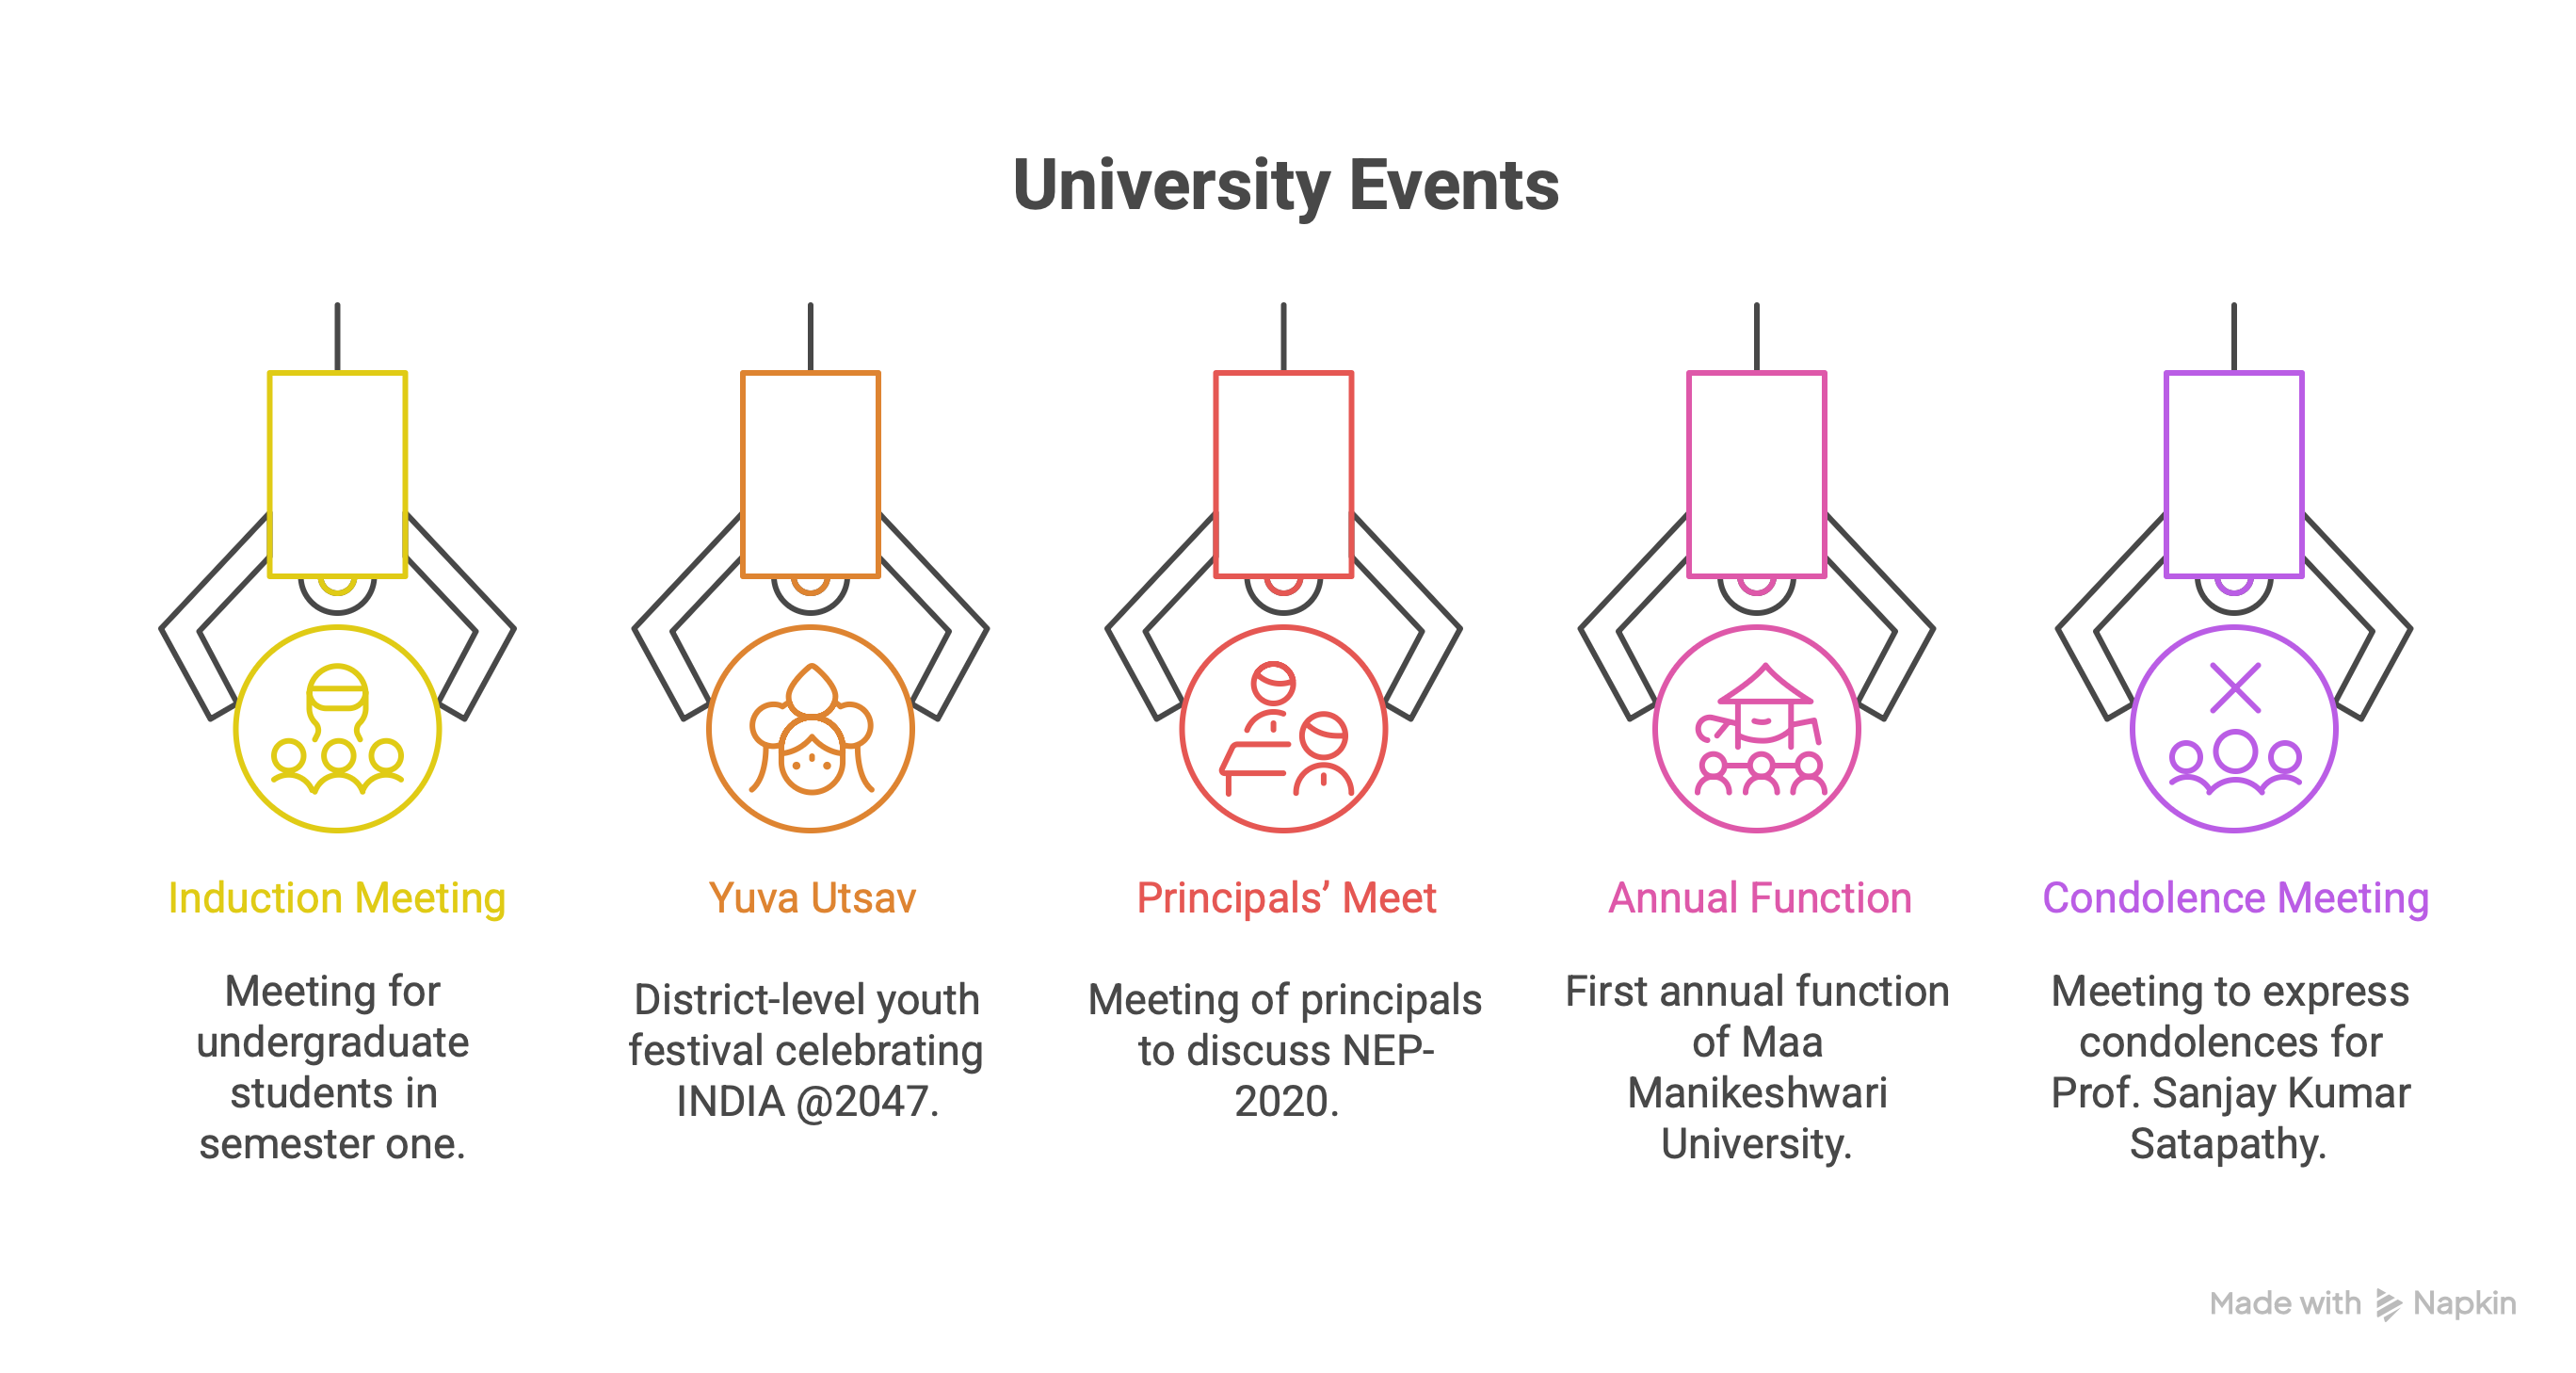 University Events
Induction Meeting
Meeting for
undergraduate
students in
semester one.
Yuva Utsav
District-level youth
festival celebrating
INDIA @2047.
Principals’ Meet
Meeting of principals
to discuss NEP-
2020.
Annual Function
First annual function
of Maa
Manikeshwari
University.
Condolence Meeting
Meeting to express
condolences for
Prof. Sanjay Kumar
Satapathy.
Made with Napkin